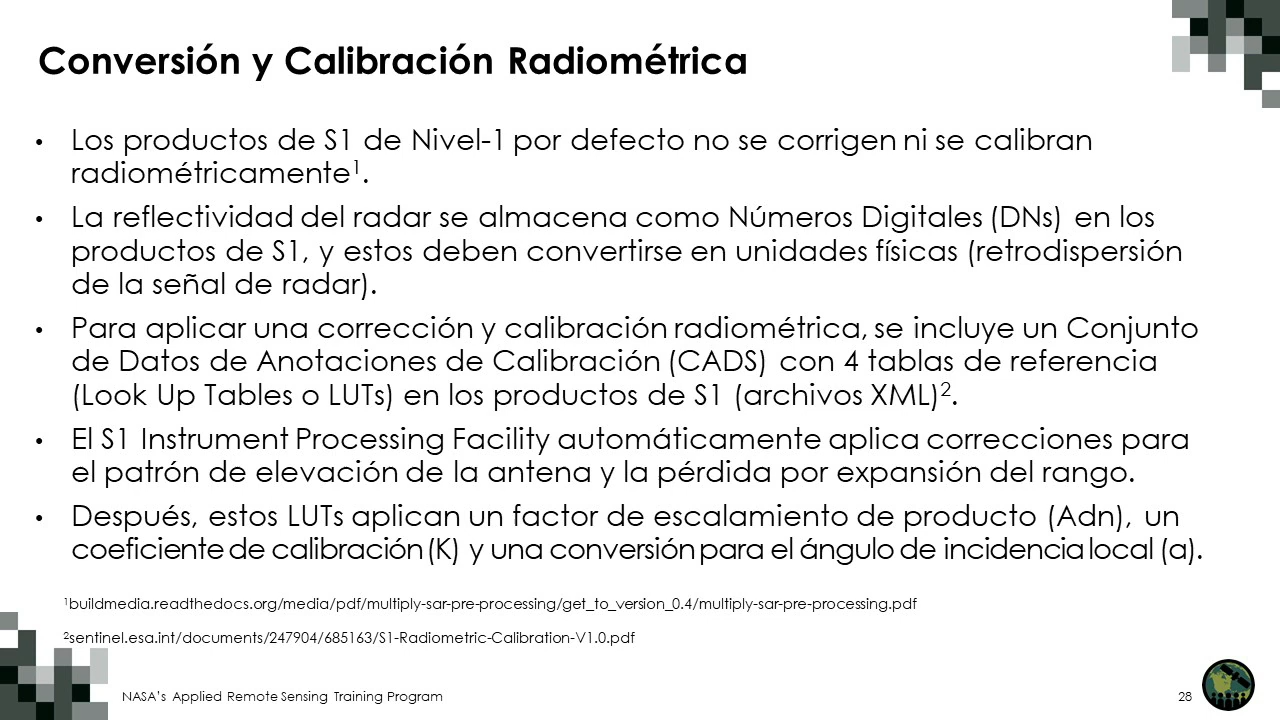 Conversión y Calibración Radiométrica
• Los productos de S1 de Nivel-1 por defecto no se corrigen ni se calibran
radiométricamente¹.
• La reflectividad del radar se almacena como Números Digitales (DNs) en los
productos de S1, y estos deben convertirse en unidades físicas (retrodispersión
de la señal de radar).
• Para aplicar una corrección y calibración radiométrica, se incluye un Conjunto
de Datos de Anotaciones de Calibración (CADS) con 4 tablas de referencia
(Look Up Tables o LUTs) en los productos de S1 (archivos XML)².
• El S1 Instrument Processing Facility automáticamente aplica correcciones para
el patrón de elevación de la antena y la pérdida por expansión del rango.
• Después, estos LUTs aplican un factor de escalamiento de producto (Adn), un
coeficiente de calibración (K) y una conversión para el ángulo de incidencia local (a).
¹buildmedia.readthedocs.org/media/pdf/multiply-sar-pre-processing/get_to_version_0.4/multiply-sar-pre-processing.pdf
²sentinel.esa.int/documents/247904/685163/S1-Radiometric-Calibration-V1.0.pdf
NASA's Applied Remote Sensing Training Program
28